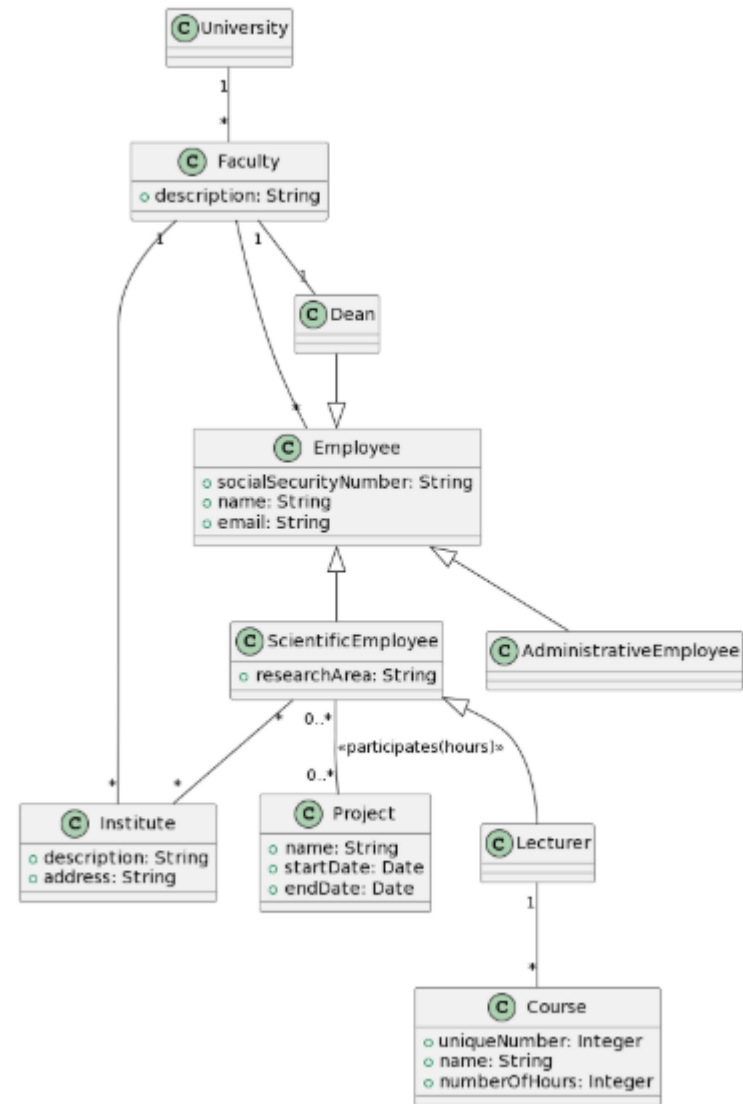 C University
1
*
C Faculty
description: String
1
1
1
C Dean
*
C Employee
socialSecurityNumber: String
name: String
email: String
C ScientificEmployee
researchArea: String
C AdministrativeEmployee
* 0..*
«participates(hours)»
* * 0..*
C Institute
description: String
address: String
C Project
name: String
startDate: Date
endDate: Date
C Lecturer
1
*
C Course
uniqueNumber: Integer
name: String
numberOfHours: Integer